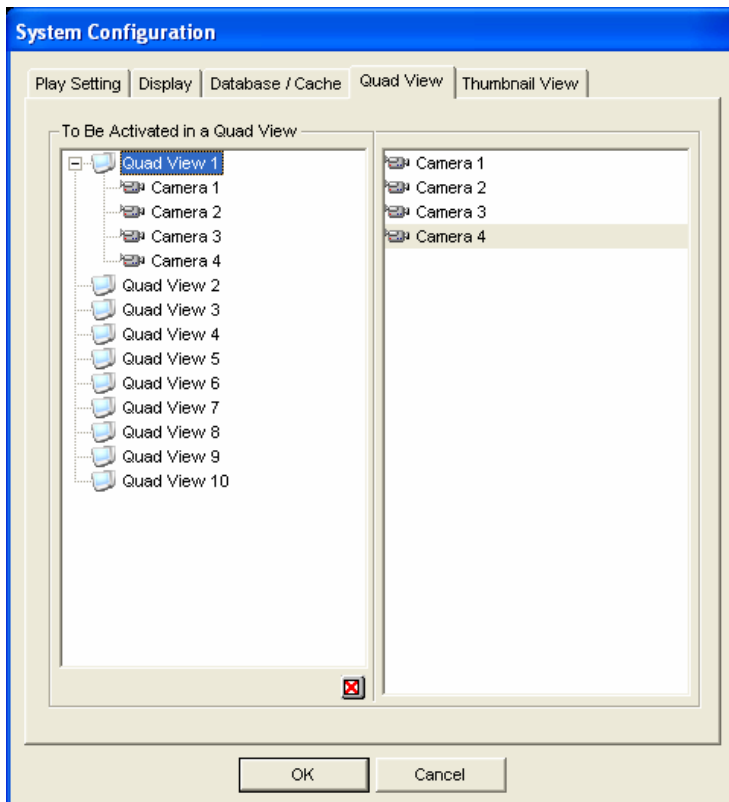 System Configuration
Play Setting Display Database / Cache Quad View Thumbnail View
To Be Activated in a Quad View
Quad View 1
Camera 1
Camera 2
Camera 3
Camera 4
Quad View 2
Quad View 3
Quad View 4
Quad View 5
Quad View 6
Quad View 7
Quad View 8
Quad View 9
Quad View 10
Camera 1
Camera 2
Camera 3
Camera 4
OK Cancel